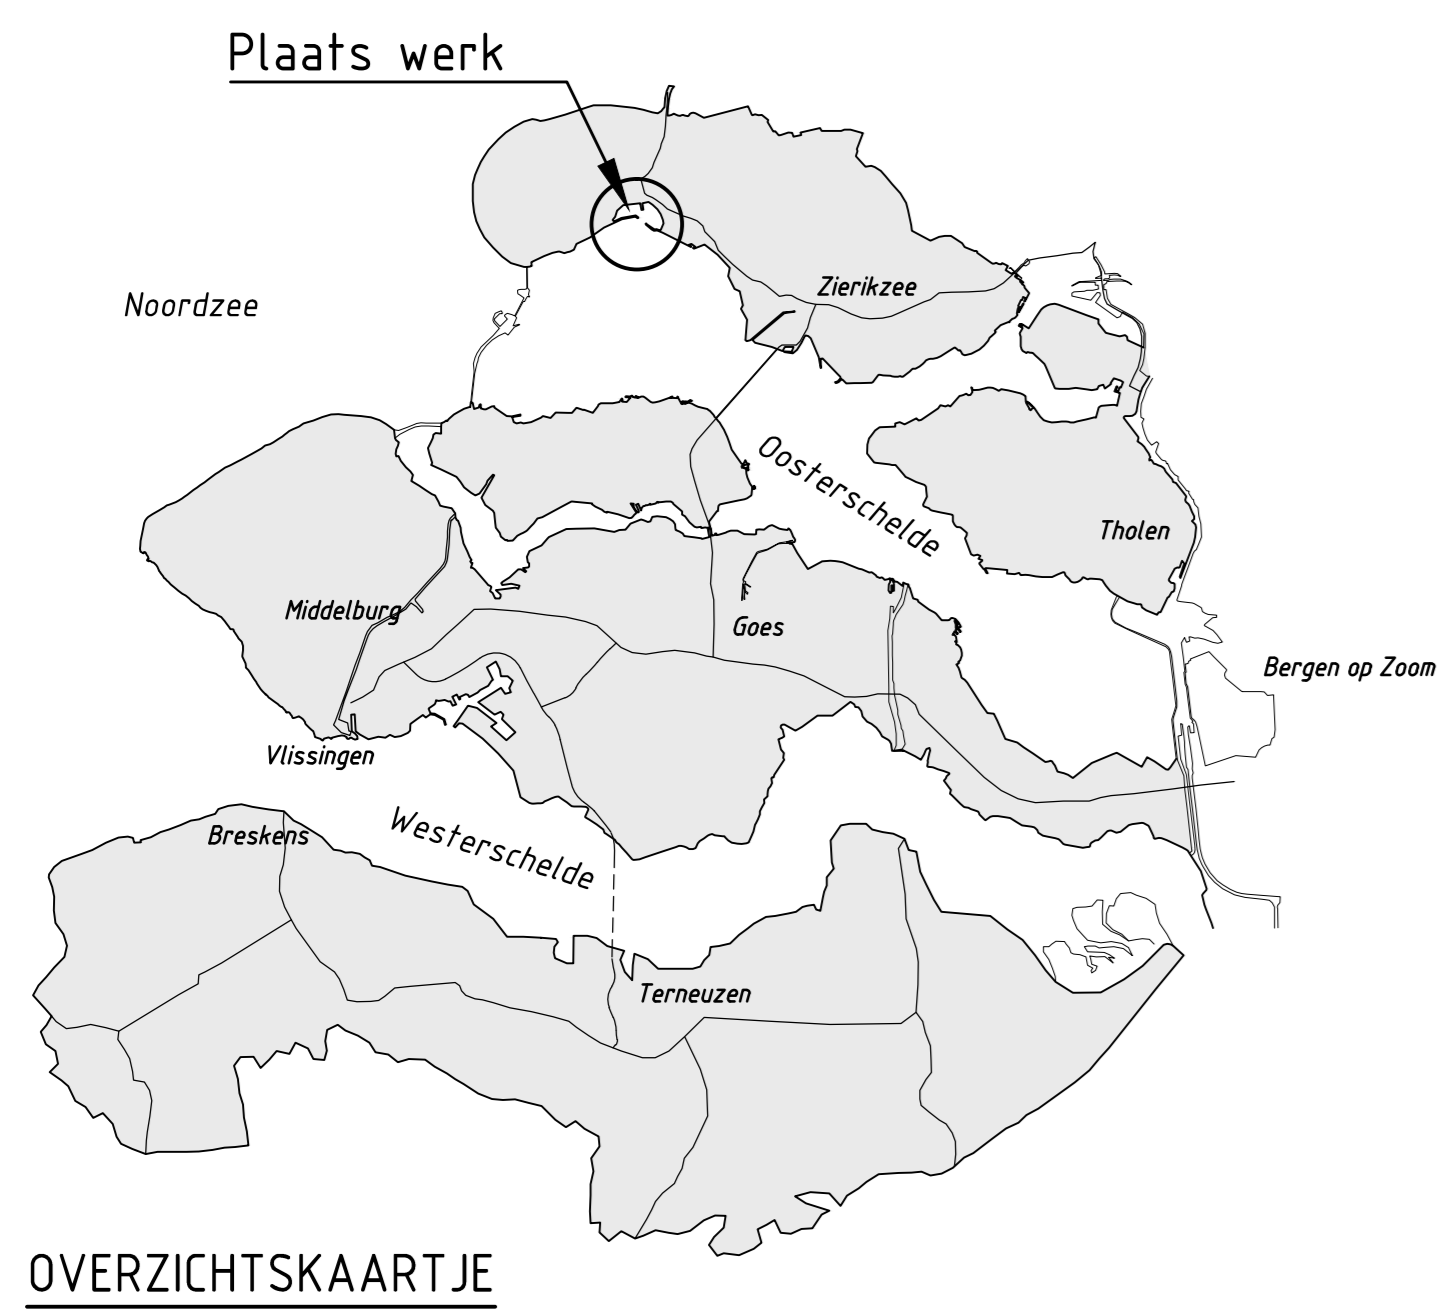 Plaats werk
Zierikzee
Noordzee
Oosterschelde
Tholen
Middelburg
Goes
Bergen op Zoom
Vlissingen
Westerschelde
Breskens
Terneuzen
OVERZICHTSKAARTJE